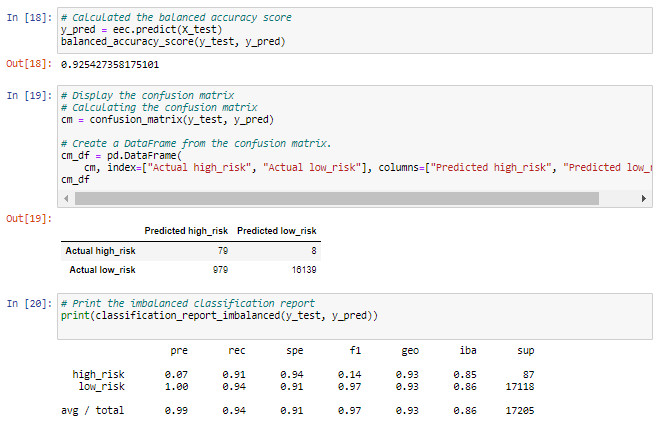 In [18]: # Calculated the balanced accuracy score
y_pred = eec.predict(X_test)
balanced_accuracy_score(y_test, y_pred)
Out[18]: 0.925427358175101
In [19]: # Display the confusion matrix
# Calculating the confusion matrix
cm = confusion_matrix(y_test, y_pred)
# Create a DataFrame from the confusion matrix.
cm_df = pd.DataFrame(
cm, index=["Actual high_risk", "Actual low_risk"], columns=["Predicted high_risk", "Predicted low_r
cm_df
Out[19]:
Predicted high_risk Predicted low_risk
Actual high_risk 79 8
Actual low_risk 979 16139
In [20]: # Print the imbalanced classification report
print(classification_report_imbalanced(y_test, y_pred))
pre rec spe f1 geo iba sup
high_risk 0.07 0.91 0.94 0.14 0.93 0.85 87
low_risk 1.00 0.94 0.91 0.97 0.93 0.86 17118
avg / total 0.99 0.94 0.91 0.97 0.93 0.86 17205